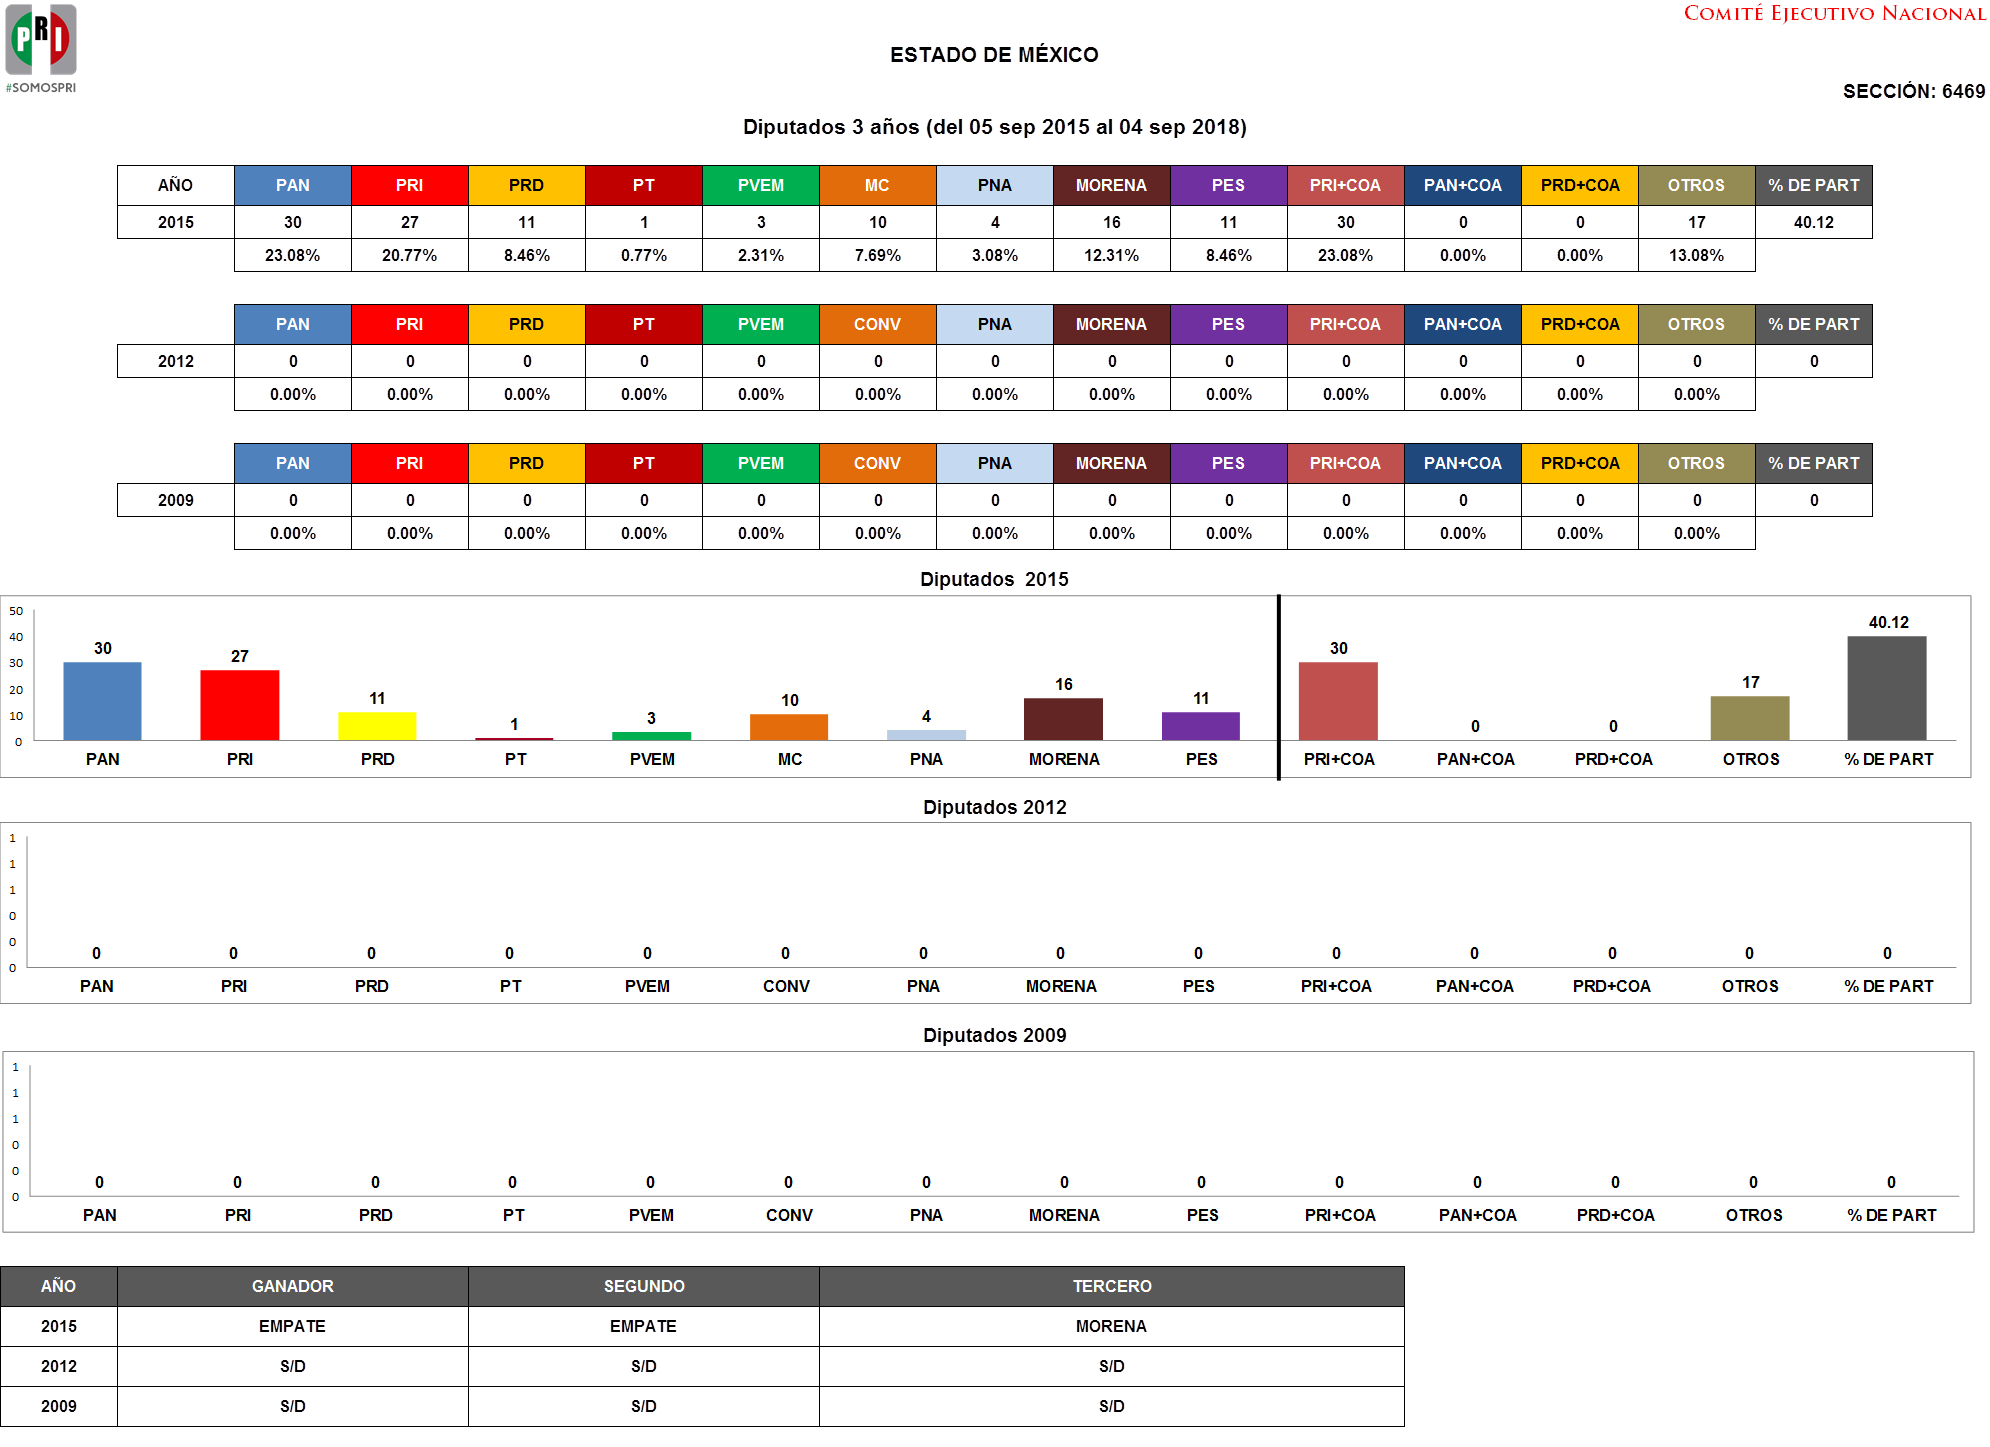 PRI
#SOMOSPRI
COMITÉ EJECUTIVO NACIONAL
ESTADO DE MÉXICO
SECCIÓN: 6469
Diputados 3 años (del 05 sep 2015 al 04 sep 2018)
AÑO PAN PRI PRD PT PVEM MC PNA MORENA PES PRI+COA PAN+COA PRD+COA OTROS % DE PART
2015 30 27 11 1 3 10 4 16 11 30 0 0 17 40.12
23.08% 20.77% 8.46% 0.77% 2.31% 7.69% 3.08% 12.31% 8.46% 23.08% 0.00% 0.00% 13.08%
PAN PRI PRD PT PVEM CONV PNA MORENA PES PRI+COA PAN+COA PRD+COA OTROS % DE PART
2012 0 0 0 0 0 0 0 0 0 0 0 0 0 0
0.00% 0.00% 0.00% 0.00% 0.00% 0.00% 0.00% 0.00% 0.00% 0.00% 0.00% 0.00% 0.00%
PAN PRI PRD PT PVEM CONV PNA MORENA PES PRI+COA PAN+COA PRD+COA OTROS % DE PART
2009 0 0 0 0 0 0 0 0 0 0 0 0 0 0
0.00% 0.00% 0.00% 0.00% 0.00% 0.00% 0.00% 0.00% 0.00% 0.00% 0.00% 0.00% 0.00%
Diputados 2015
50
40
30
20
10
0
30 27 11 1 3 10 4 16 11 30 0 0 17 40.12
PAN PRI PRD PT PVEM MC PNA MORENA PES PRI+COA PAN+COA PRD+COA OTROS % DE PART
Diputados 2012
1
1
1
0
0
0
0 0 0 0 0 0 0 0 0 0 0 0 0 0
PAN PRI PRD PT PVEM CONV PNA MORENA PES PRI+COA PAN+COA PRD+COA OTROS % DE PART
Diputados 2009
1
1
1
0
0
0
0 0 0 0 0 0 0 0 0 0 0 0 0 0
PAN PRI PRD PT PVEM CONV PNA MORENA PES PRI+COA PAN+COA PRD+COA OTROS % DE PART
AÑO GANADOR SEGUNDO TERCERO
2015 EMPATE EMPATE MORENA
2012 S/D S/D S/D
2009 S/D S/D S/D